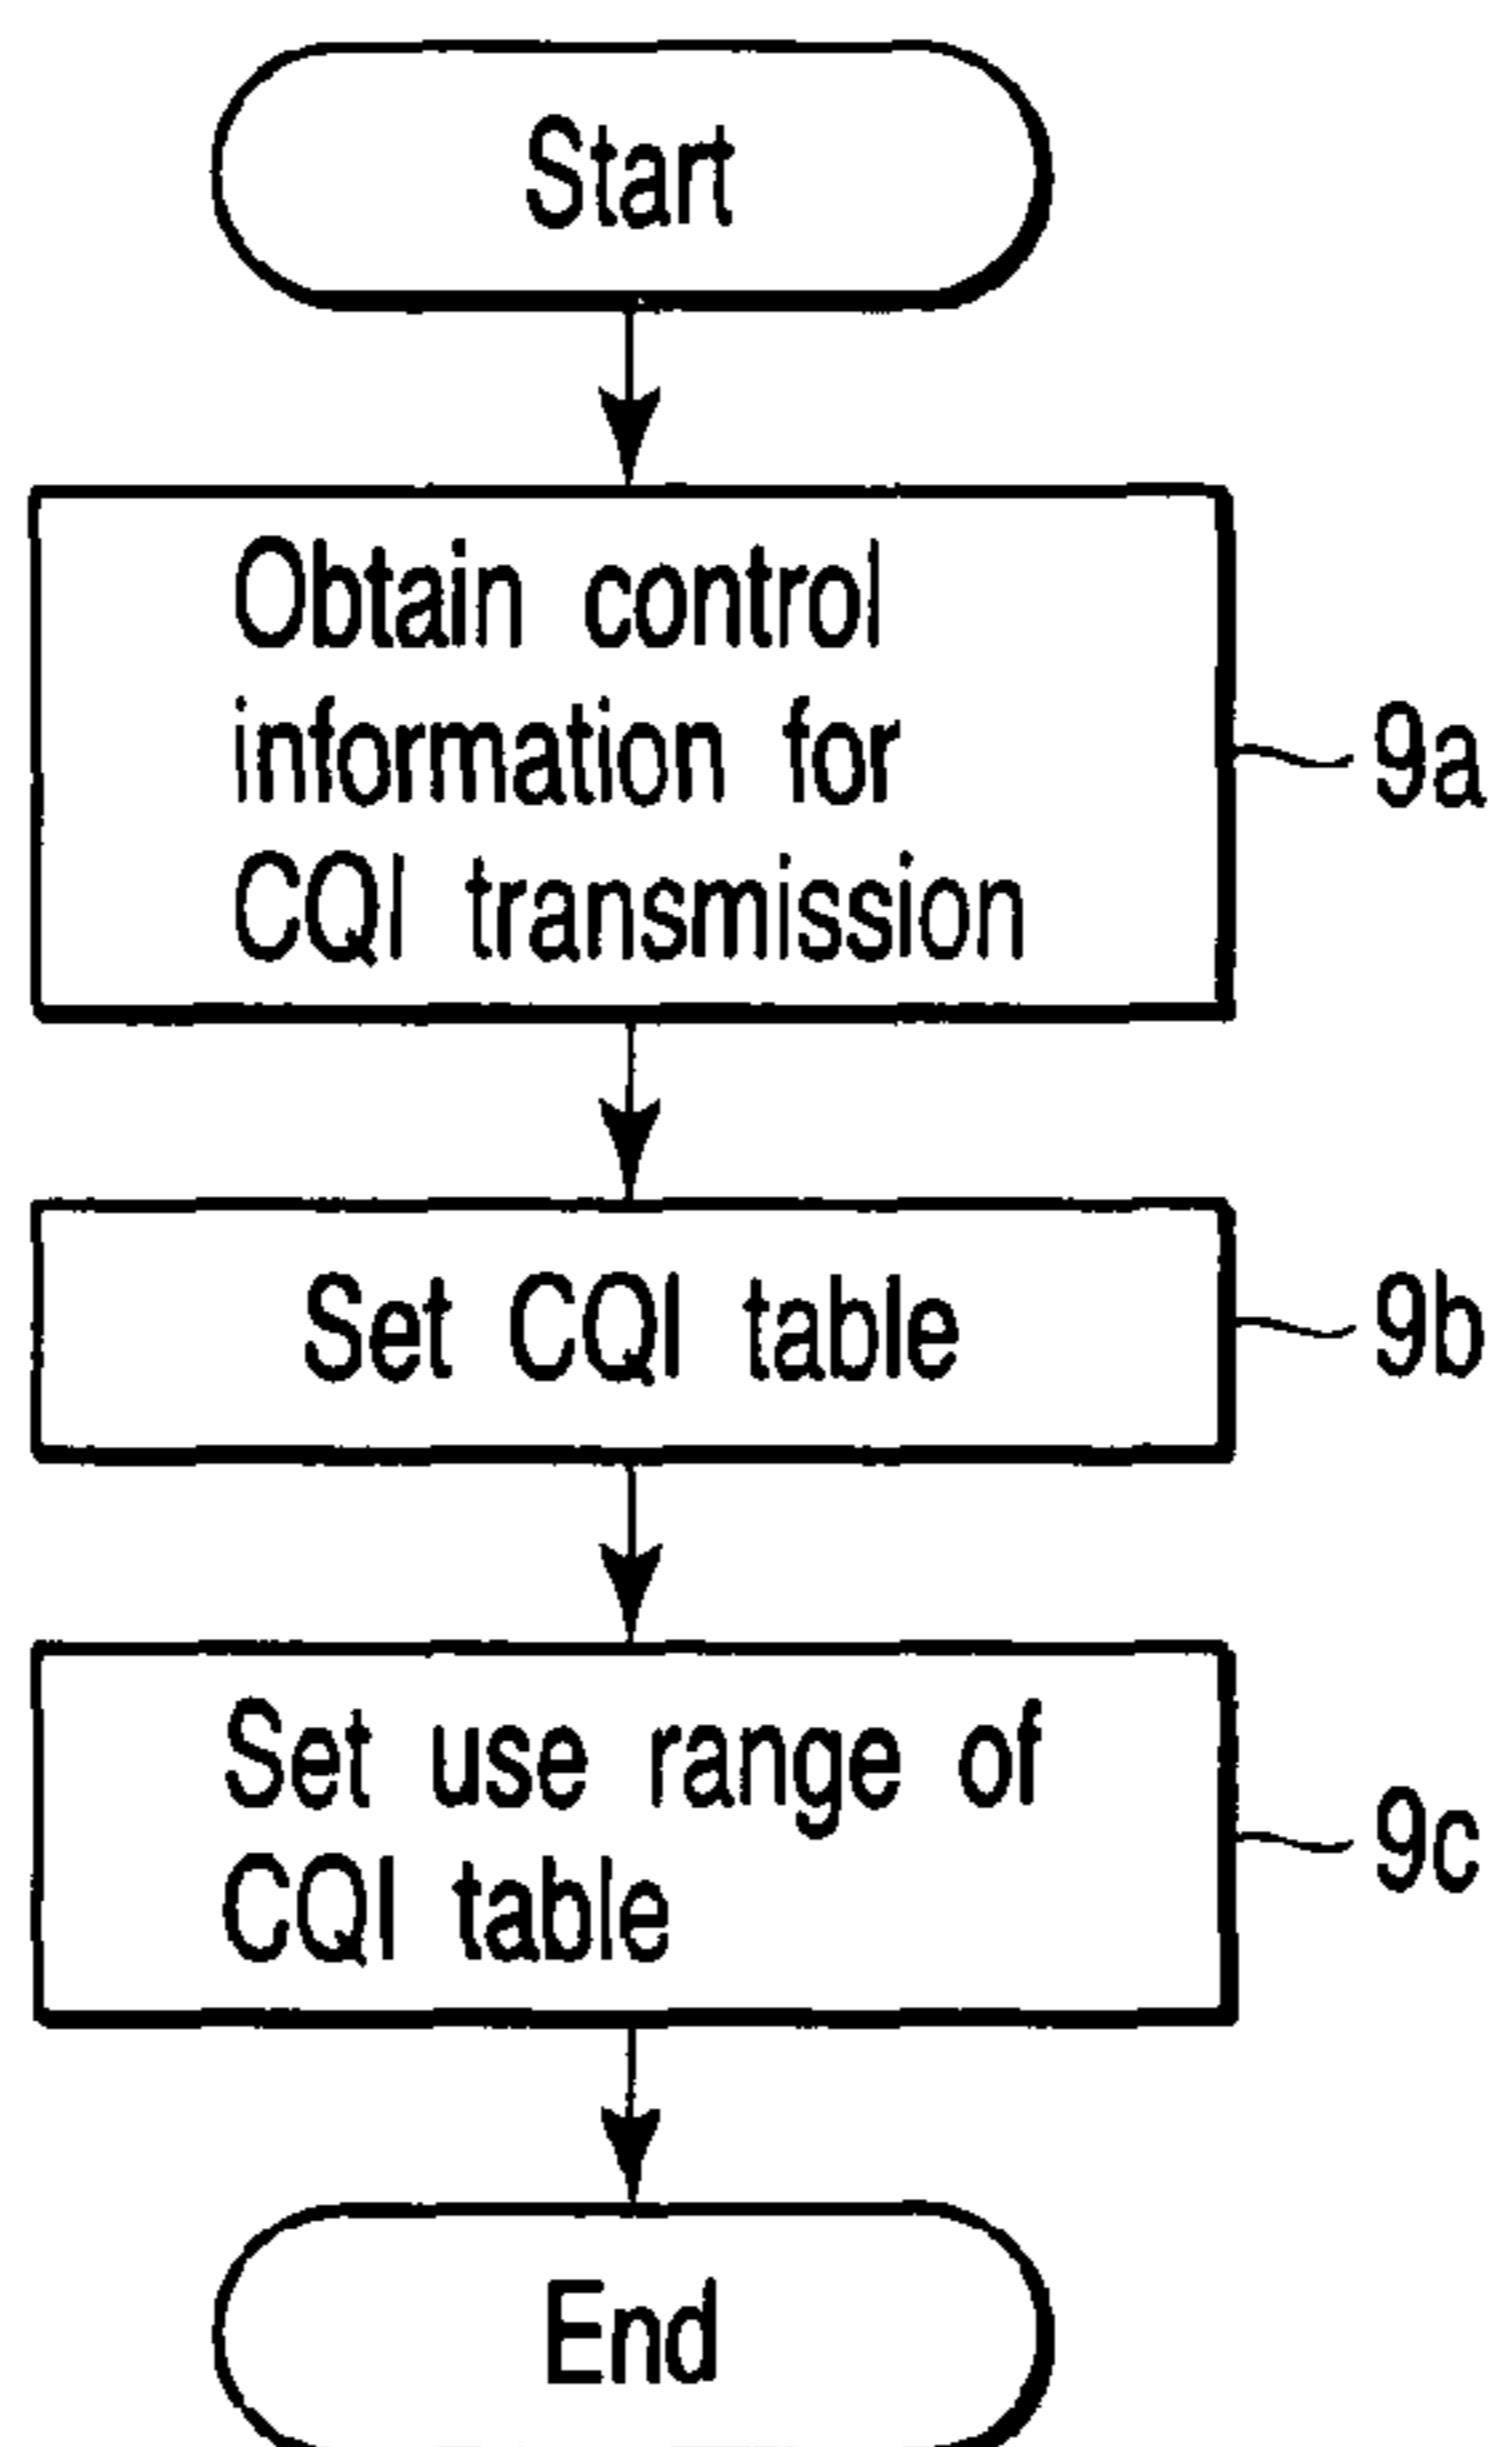 Start
Obtain control
information for
CQI transmission
9a
Set CQI table
9b
Set use range of
CQI table
9c
End